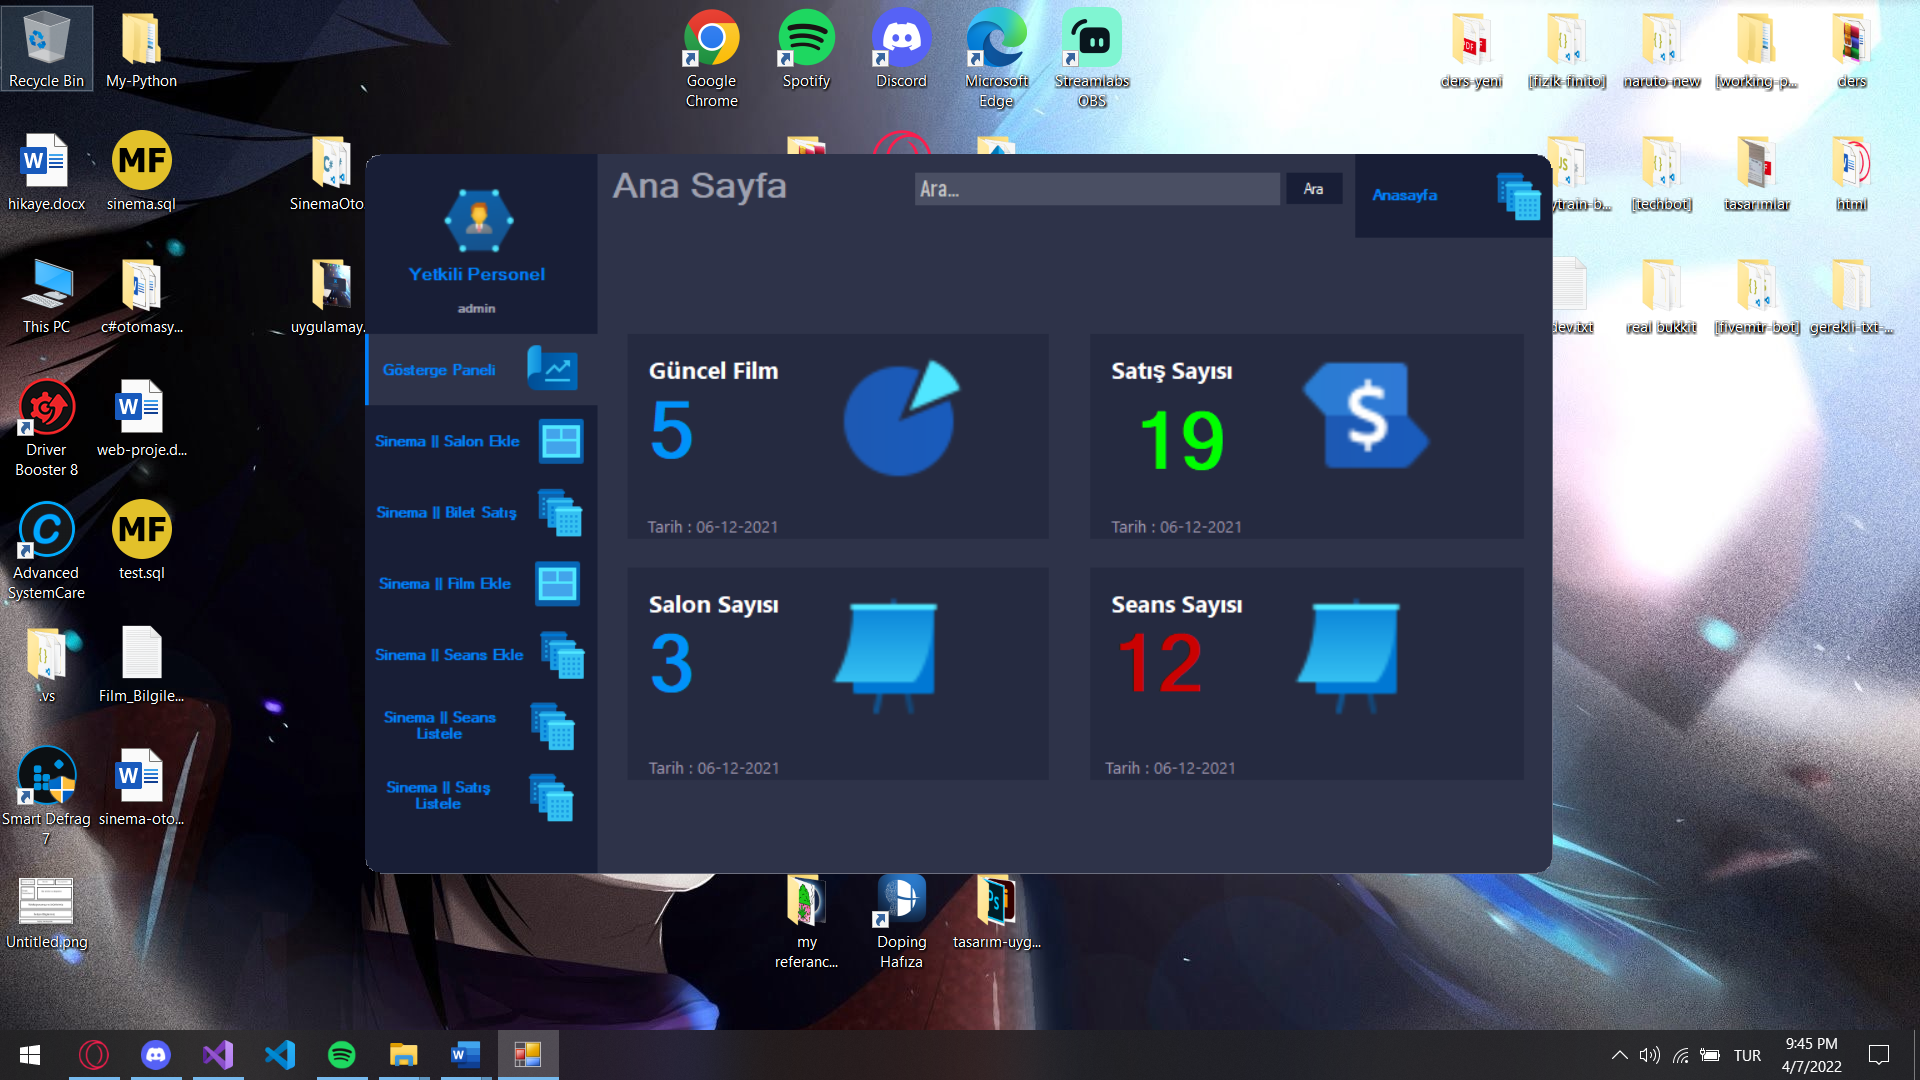 Recycle Bin
My-Python
Google
Chrome
Spotify
Discord
Microsoft
Edge
Streamlabs
OBS
ders-yeni
[fizik-finito]
naruto-new
[working-p...
ders
W
hikaye.docx
MF
sinema.sql
SinemaOto
[techbot]
tasarımlar
html
This PC
c#otomasy...
uygulamay.
dev.txt
real bukkit
[fivemtr-bot]
gerekli-txt-...
Driver
Booster 8
W
web-proje.d...
Advanced
SystemCare
MF
test.sql
.vs
Film_Bilgile...
Smart Defrag
7
W
sinema-oto...
Untitled.png
my
referanc...
Doping
Hafıza
tasarım-uyg...
Yetkili Personel
admin
Gösterge Paneli
Sinema || Salon Ekle
Sinema || Bilet Satış
Sinema || Film Ekle
Sinema || Seans Ekle
Sinema || Seans
Listele
Sinema || Satış
Listele
Ana Sayfa
Ara...
Ara
Anasayfa
Güncel Film
5
Tarih : 06-12-2021
Satış Sayısı
$
19
Tarih : 06-12-2021
Salon Sayısı
3
Tarih : 06-12-2021
Seans Sayısı
12
Tarih : 06-12-2021
TUR
9:45 PM
4/7/2022